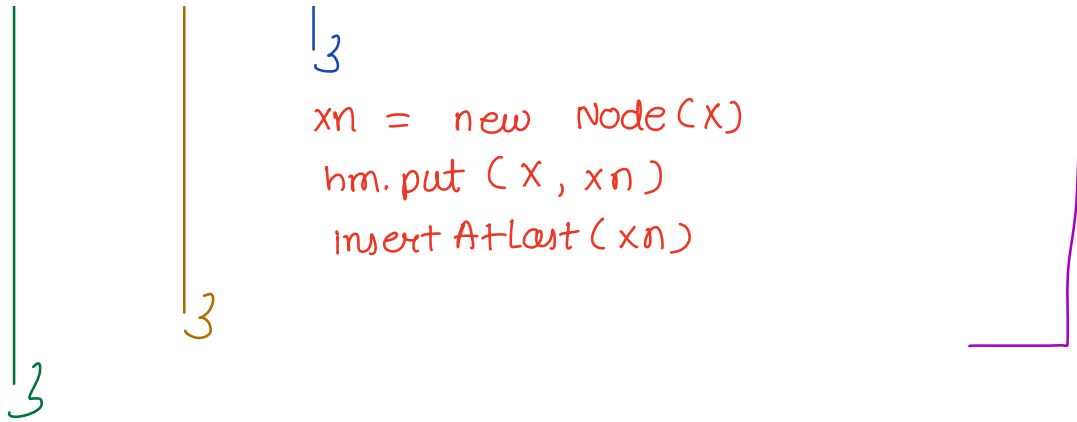 }
xn = new Node(x)
hm.put (x, xn)
insertAtLast(xn)
}
}